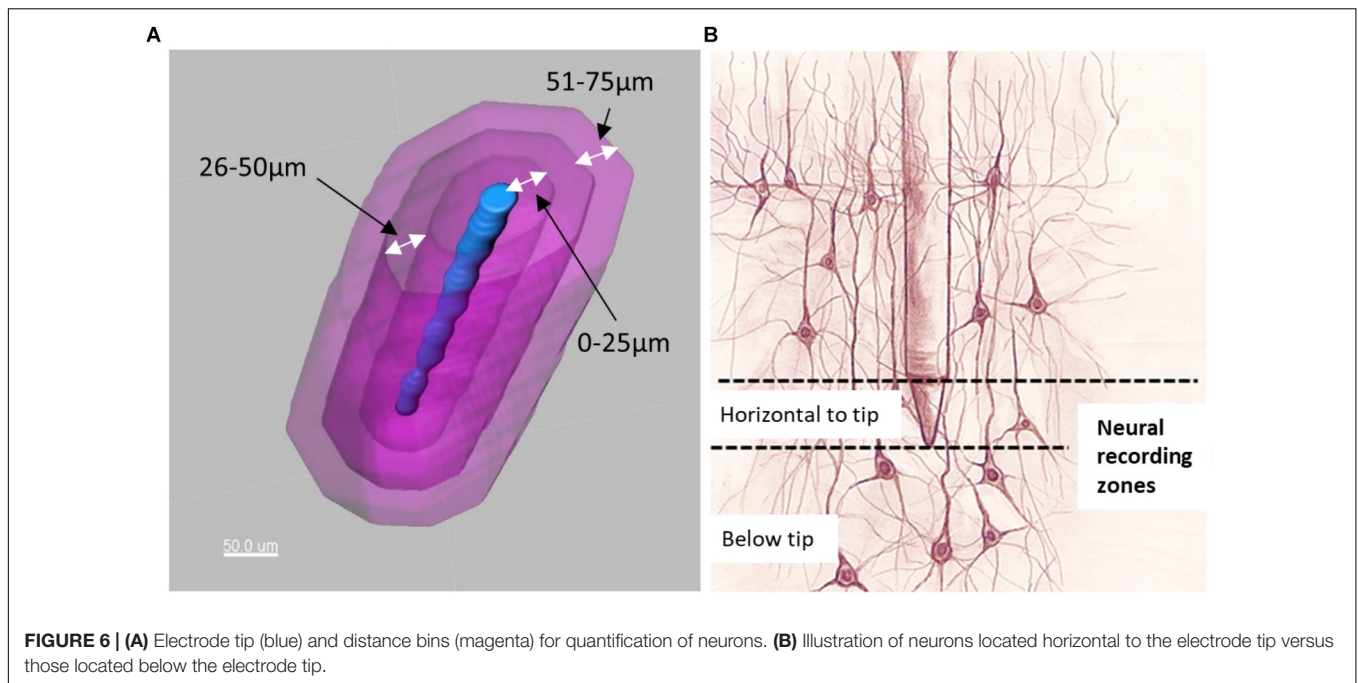 A
B
51-75µm
26-50µm
0-25µm
50.0 um
Horizontal to tip
Neural
recording
zones
Below tip
FIGURE 6 | (A) Electrode tip (blue) and distance bins (magenta) for quantification of neurons. (B) Illustration of neurons located horizontal to the electrode tip versus
those located below the electrode tip.